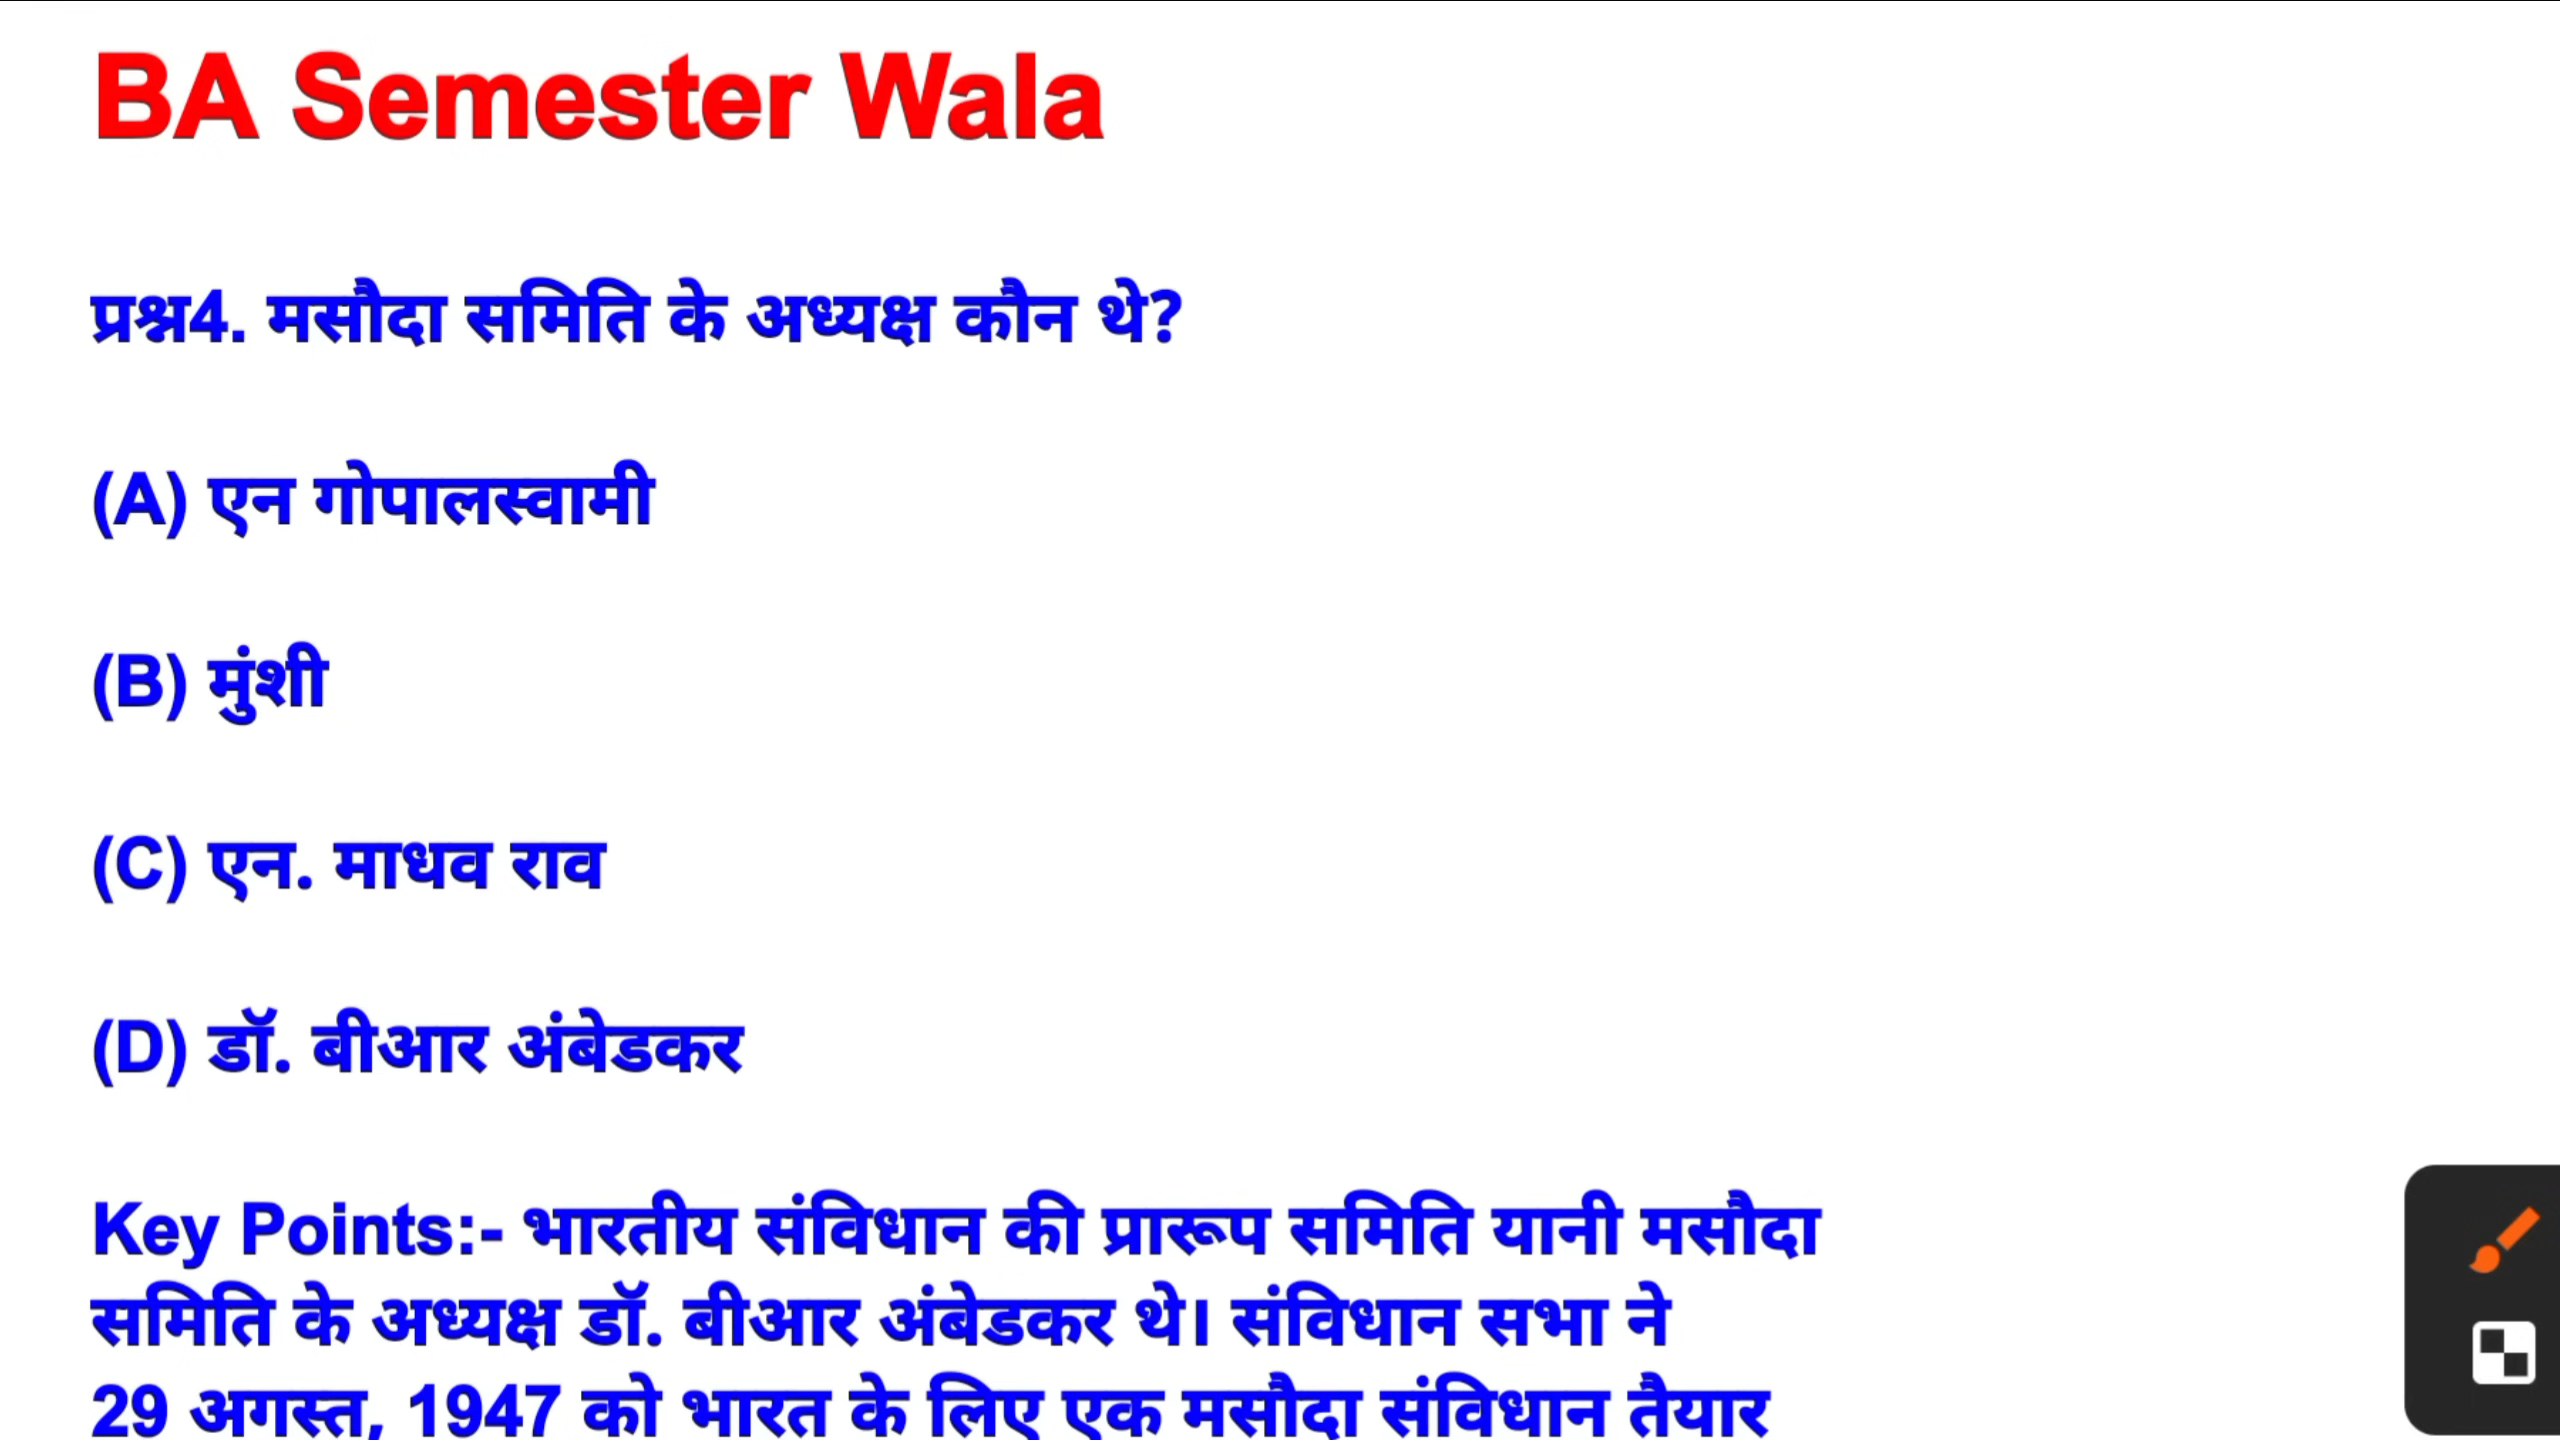 BA Semester Wala
प्रश्न4. मसौदा समिति के अध्यक्ष कौन थे?
(A) एन गोपालस्वामी
(B) मुंशी
(C) एन. माधव राव
(D) डॉ. बीआर अंबेडकर
Key Points:- भारतीय संविधान की प्रारूप समिति यानी मसौदा
समिति के अध्यक्ष डॉ. बीआर अंबेडकर थे। संविधान सभा ने
29 अगस्त, 1947 को भारत के लिए एक मसौदा संविधान तैयार